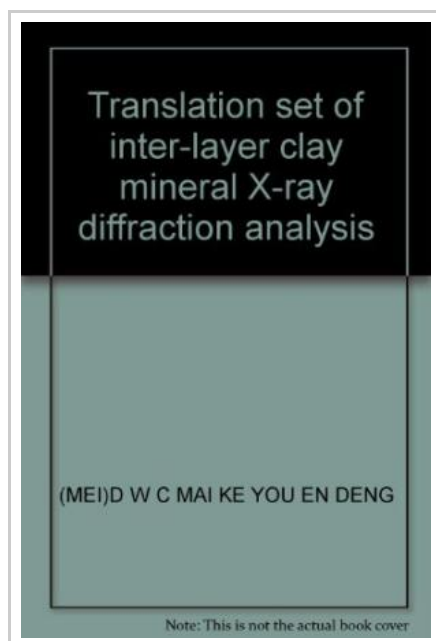 Translation set of
inter-layer clay
mineral X-ray
diffraction analysis
(MEI)D W C MAI KE YOU EN DENG
Note: This is not the actual book cover